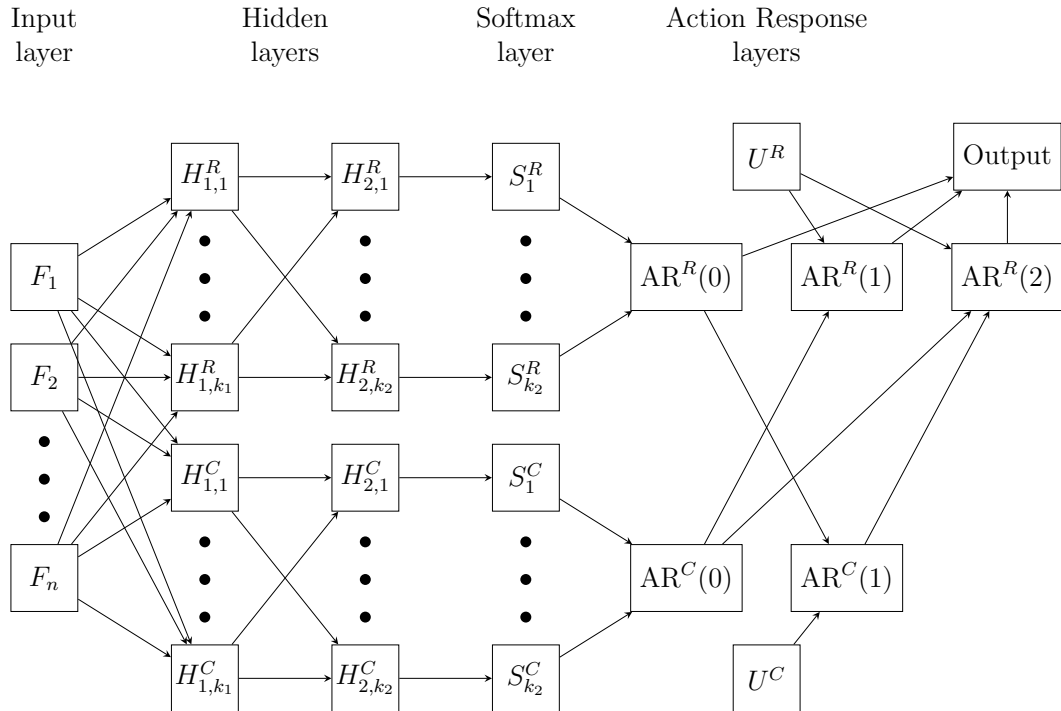 Input
layer
Hidden
layers
Softmax
layer
Action Response
layers
U^R
Output
H^R_{1,1}
H^R_{2,1}
S^R_1
F_1
AR^R(0)
AR^R(1)
AR^R(2)
F_2
H^R_{1,k_1}
H^R_{2,k_2}
S^R_{k_2}
H^C_{1,1}
H^C_{2,1}
S^C_1
F_n
AR^C(0)
AR^C(1)
H^C_{1,k_1}
H^C_{2,k_2}
S^C_{k_2}
U^C